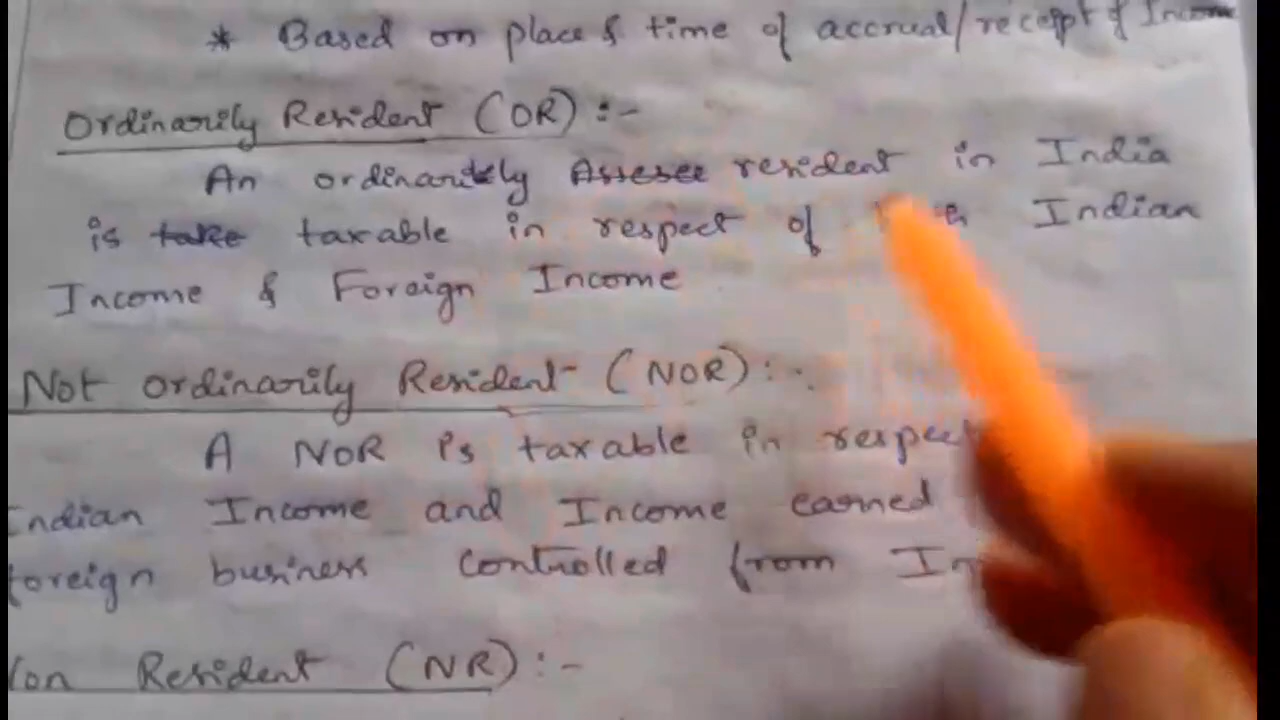 * Based on place & time of accrual/receipt of Income
Ordinarily Resident (OR) :-
An ordinarily Assesee resident in India
is take taxable in respect of Indian
Income & Foreign Income
Not Ordinarily Resident (NOR) :-
A NOR is taxable in respect
Indian Income and Income earned
foreign business controlled from
Resident (NR) :-